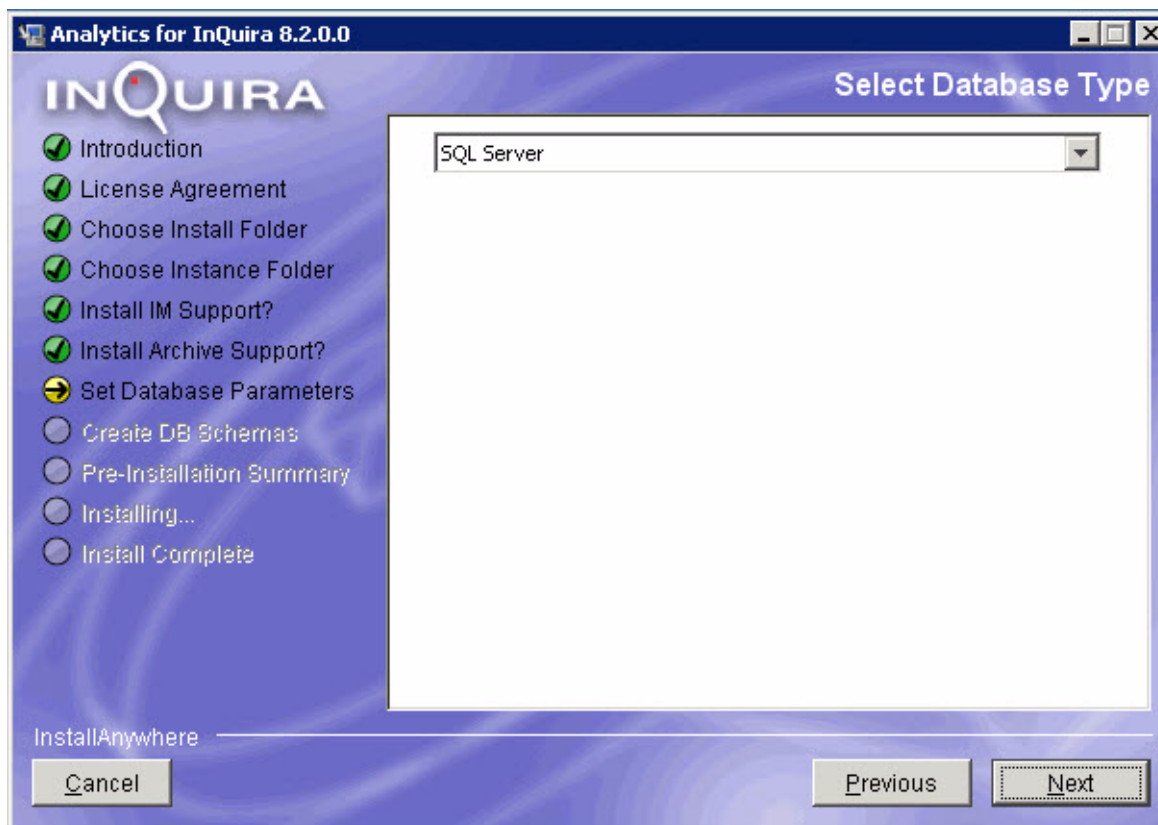 Analytics for InQuira 8.2.0.0
INQUIRA
Select Database Type
Introduction
License Agreement
Choose Install Folder
Choose Instance Folder
Install IM Support?
Install Archive Support?
Set Database Parameters
Create DB Schemas
Pre-Installation Summary
Installing...
Install Complete
SQL Server
InstallAnywhere
Cancel
Previous
Next